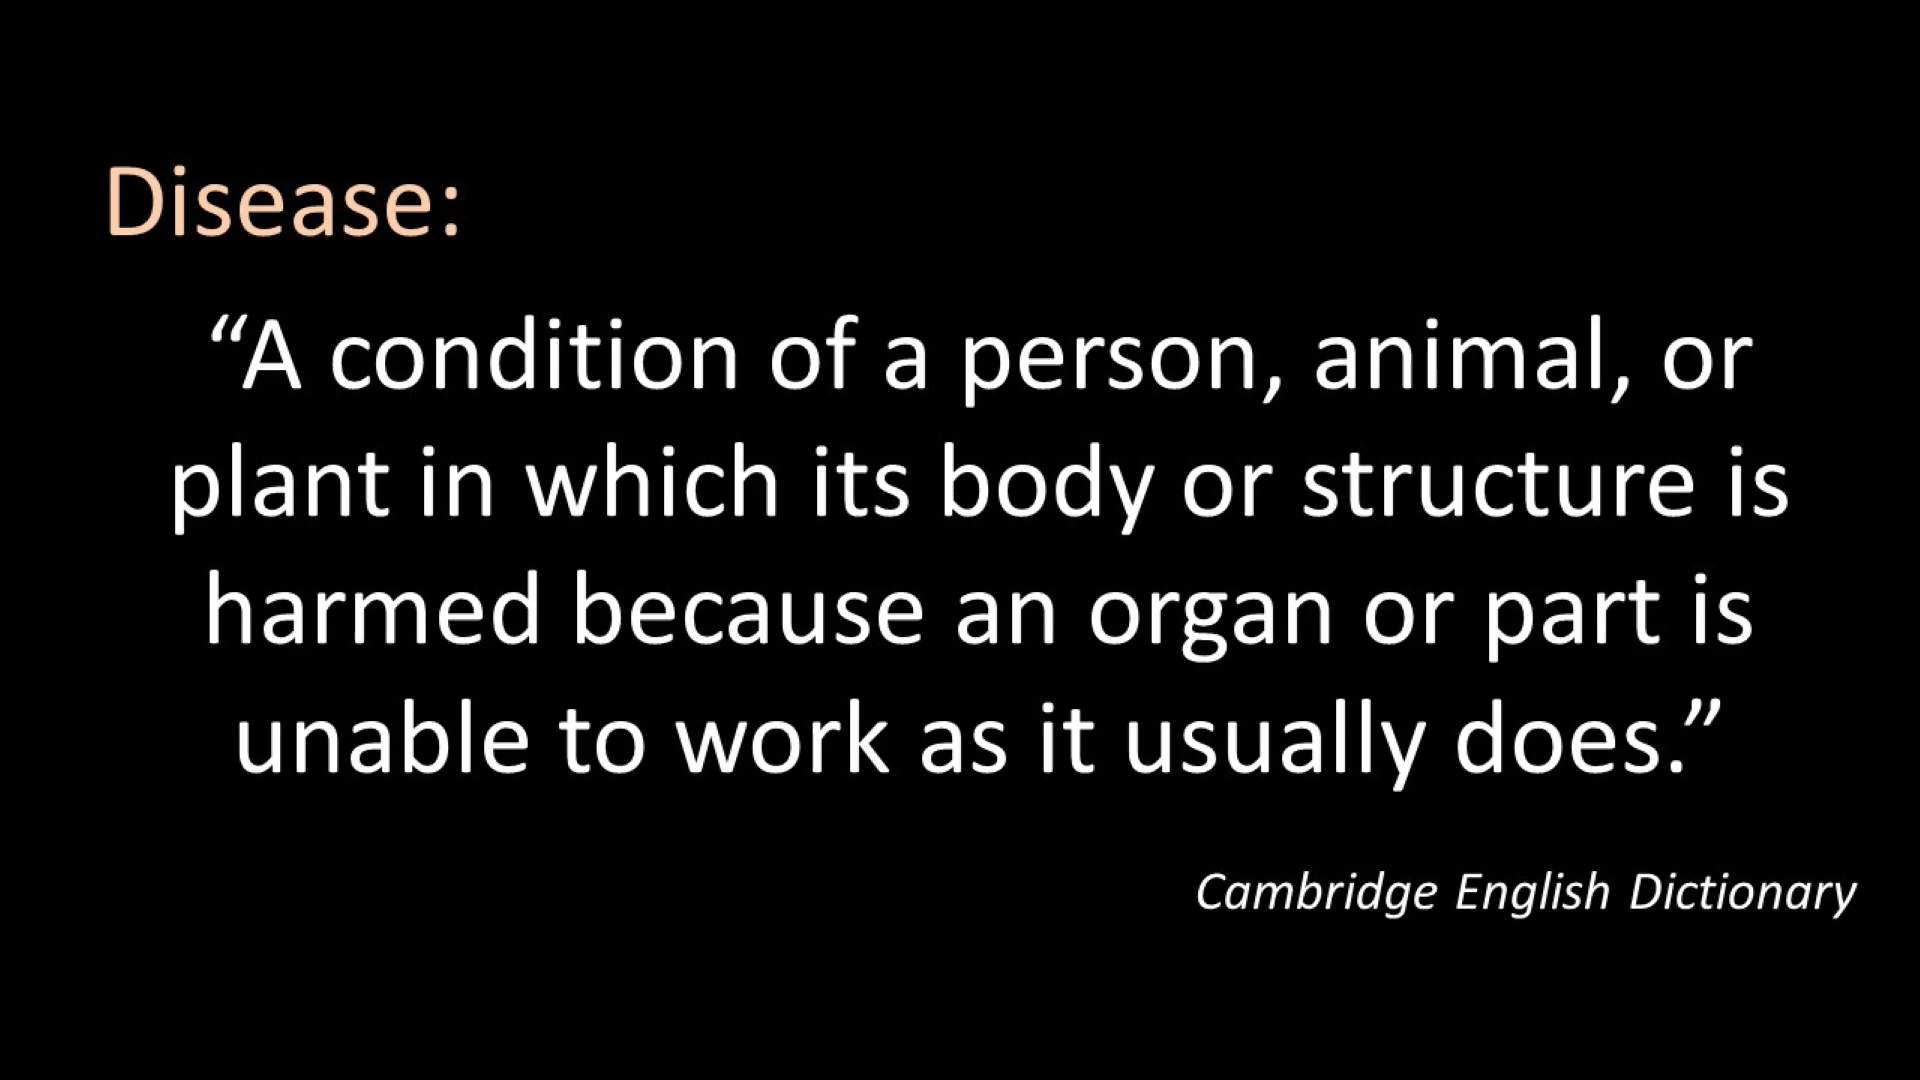 Disease:
“A condition of a person, animal, or
plant in which its body or structure is
harmed because an organ or part is
unable to work as it usually does.”
Cambridge English Dictionary